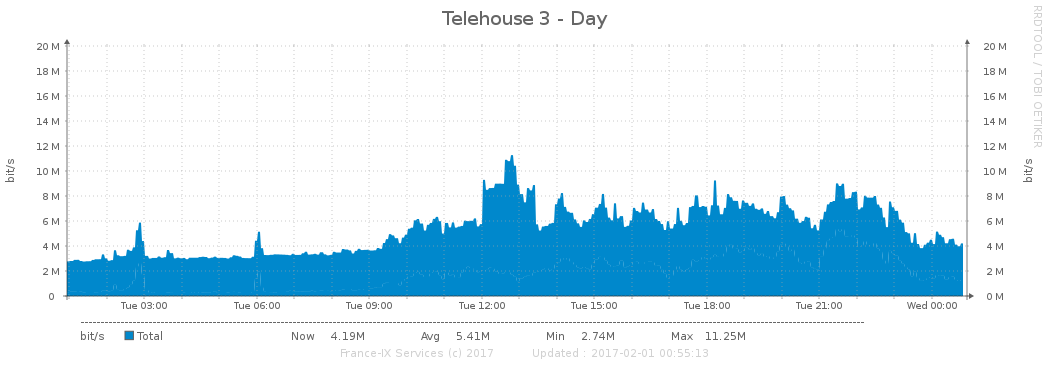 Telehouse 3 - Day
RRDTOOL / TOBI OETIKER
20 M 20 M
18 M 18 M
16 M 16 M
14 M 14 M
12 M 12 M
10 M 10 M
8 M 8 M
6 M 6 M
4 M 4 M
2 M 2 M
0 0 M
bit/s bit/s
Tue 03:00 Tue 06:00 Tue 09:00 Tue 12:00 Tue 15:00 Tue 18:00 Tue 21:00 Wed 00:00
bit/s Total Now 4.19M Avg 5.41M Min 2.74M Max 11.25M
France-IX Services (c) 2017 Updated : 2017-02-01 00:55:13